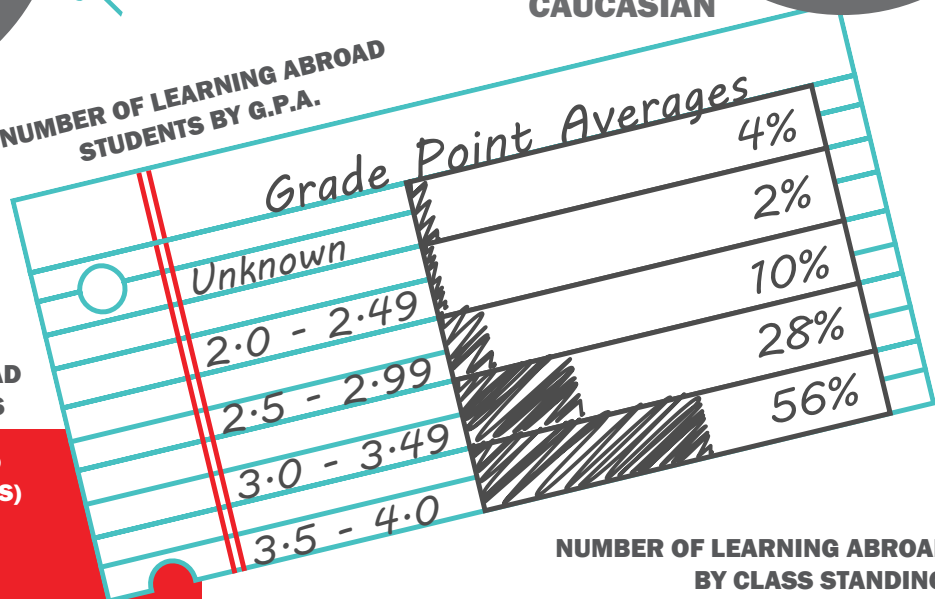 CAUCASIAN
NUMBER OF LEARNING ABROAD
STUDENTS BY G.P.A.
Grade Point Averages
Unknown 4%
2.0 - 2.49 2%
2.5 - 2.99 10%
3.0 - 3.49 28%
3.5 - 4.0 56%
AD
S
S)
NUMBER OF LEARNING ABROA
BY CLASS STANDING